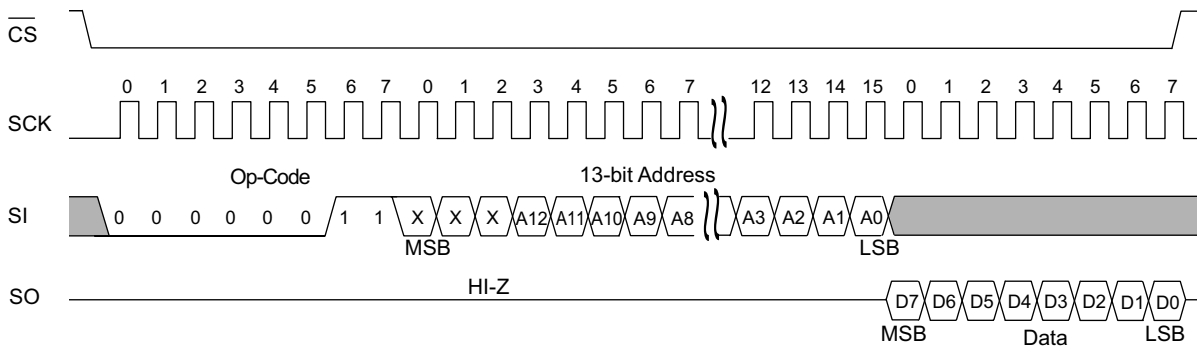 CS
0 1 2 3 4 5 6 7 0 1 2 3 4 5 6 7 12 13 14 15 0 1 2 3 4 5 6 7
SCK
Op-Code 13-bit Address
SI 0 0 0 0 0 0 1 1 X X X A12 A11 A10 A9 A8 A3 A2 A1 A0
MSB LSB
HI-Z
SO D7 D6 D5 D4 D3 D2 D1 D0
MSB Data LSB